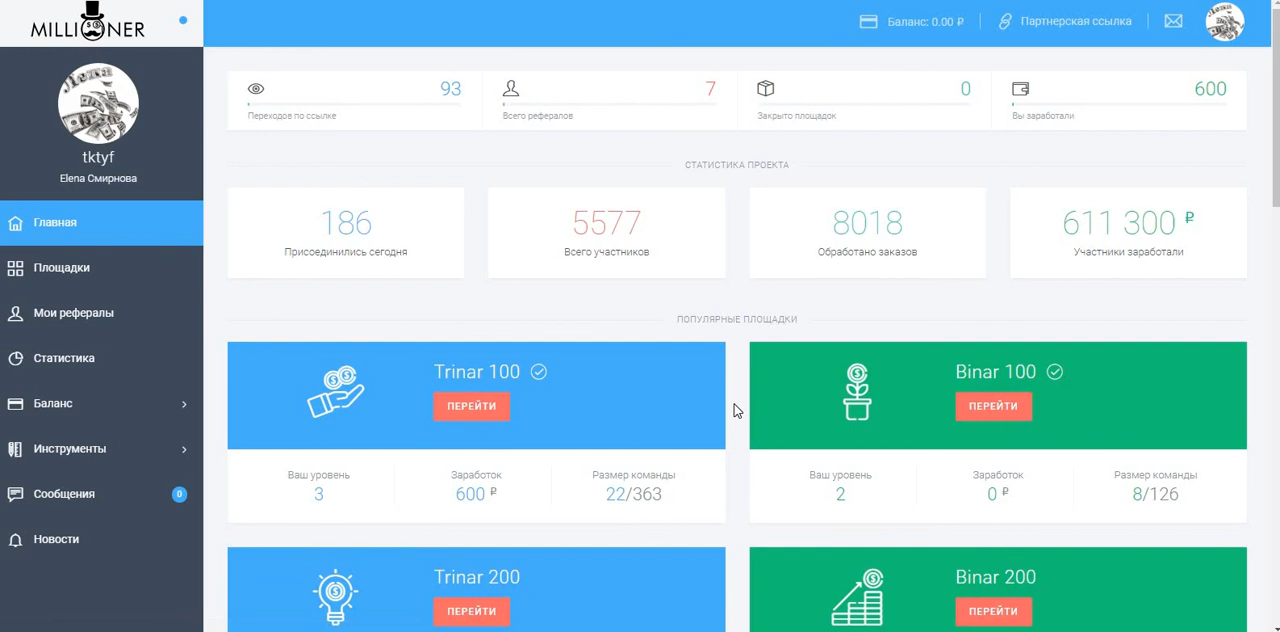 MILLIONER
Баланс: 0.00 ₽
Партнерская ссылка
tktyf
Elena Смирнова
Главная
Площадки
Мои рефералы
Статистика
Баланс
Инструменты
Сообщения 0
Новости
93
Переходов по ссылке
7
Всего рефералов
0
Закрыто площадок
600
Вы заработали
СТАТИСТИКА ПРОЕКТА
186
Присоединились сегодня
5577
Всего участников
8018
Обработано заказов
611 300 ₽
Участники заработали
ПОПУЛЯРНЫЕ ПЛОЩАДКИ
Trinar 100
ПЕРЕЙТИ
Ваш уровень
3
Заработок
600 ₽
Размер команды
22/363
Binar 100
ПЕРЕЙТИ
Ваш уровень
2
Заработок
0 ₽
Размер команды
8/126
Trinar 200
ПЕРЕЙТИ
Binar 200
ПЕРЕЙТИ